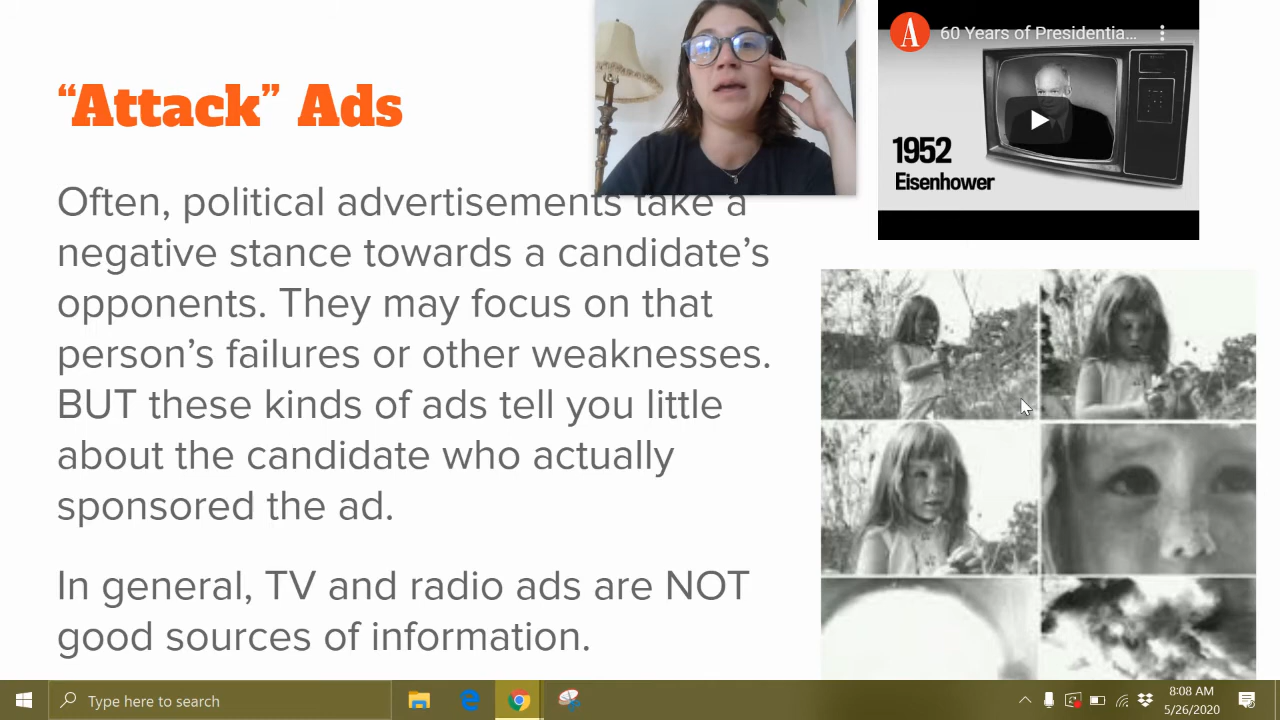 “Attack” Ads
Often, political advertisements take a
negative stance towards a candidate’s
opponents. They may focus on that
person’s failures or other weaknesses.
BUT these kinds of ads tell you little
about the candidate who actually
sponsored the ad.
In general, TV and radio ads are NOT
good sources of information.
A
60 Years of Presidentia...
1952
Eisenhower
Type here to search
8:08 AM
5/26/2020